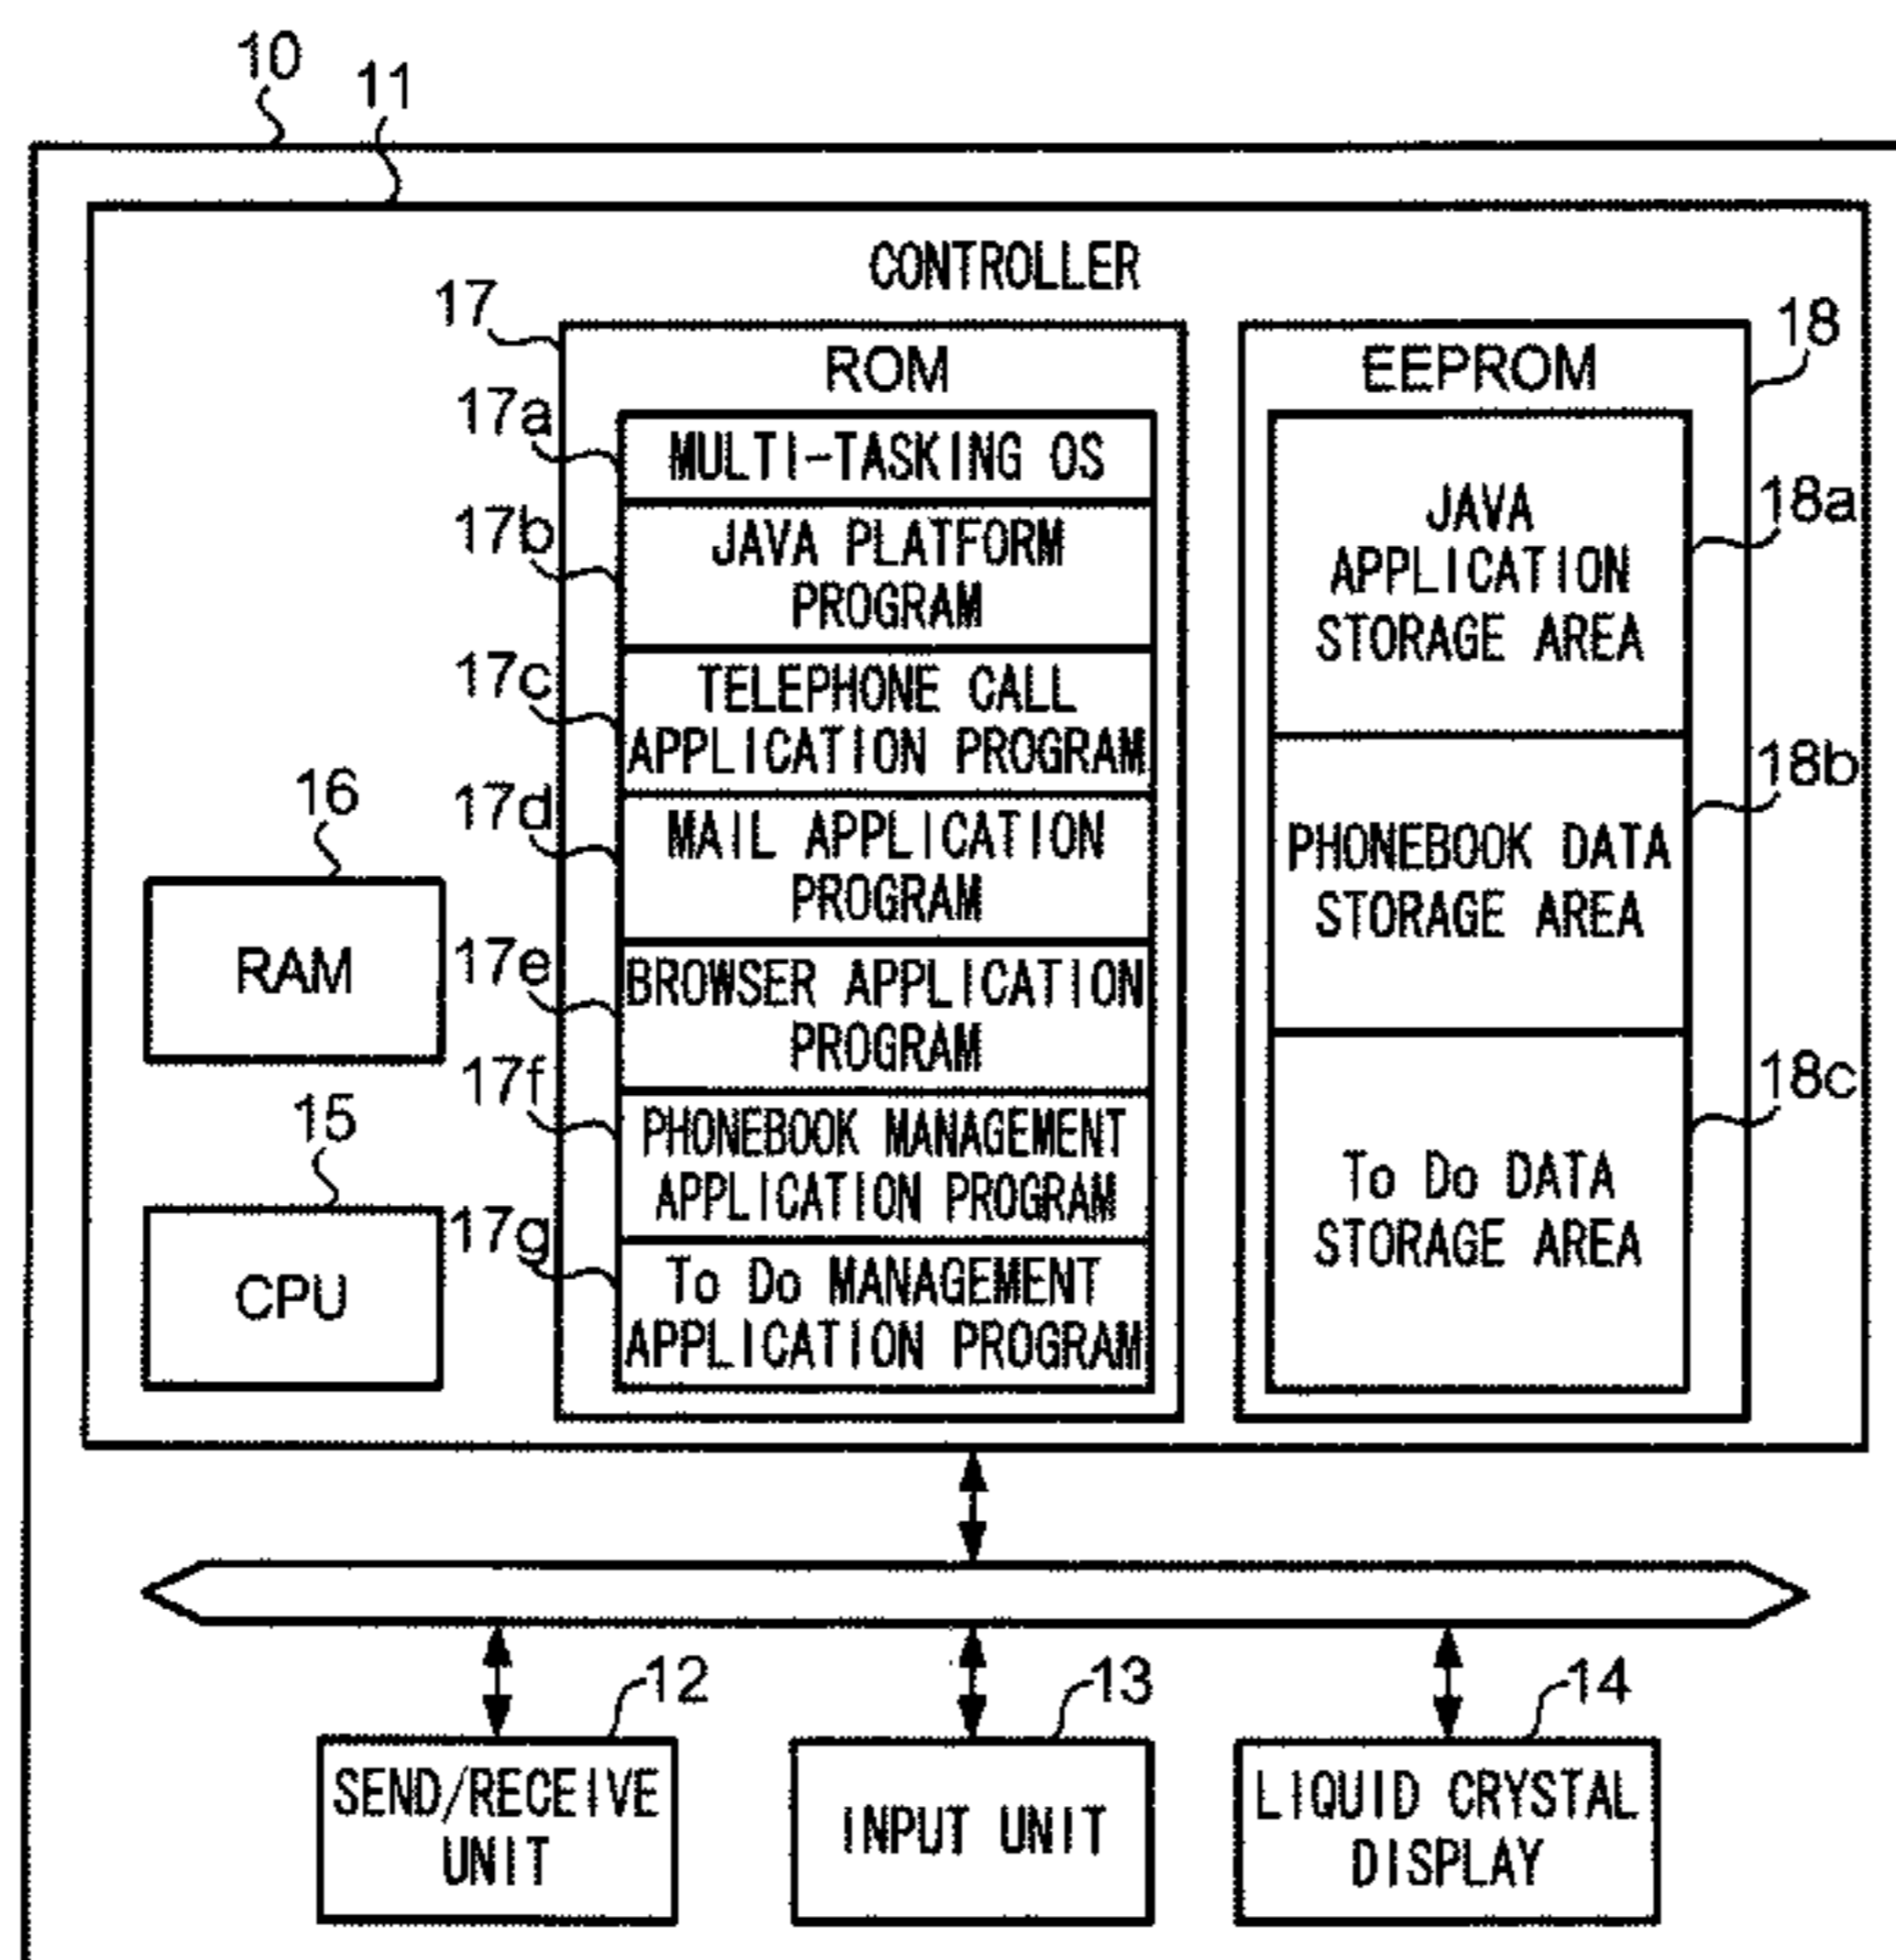 10
11
CONTROLLER
17
ROM
17a
MULTI-TASKING OS
17b
JAVA PLATFORM
PROGRAM
17c
TELEPHONE CALL
APPLICATION PROGRAM
17d
MAIL APPLICATION
PROGRAM
17e
BROWSER APPLICATION
PROGRAM
17f
PHONEBOOK MANAGEMENT
APPLICATION PROGRAM
17g
To Do MANAGEMENT
APPLICATION PROGRAM
EEPROM
18
JAVA
APPLICATION
STORAGE AREA
18a
PHONEBOOK DATA
STORAGE AREA
18b
To Do DATA
STORAGE AREA
18c
16
RAM
15
CPU
12
SEND/RECEIVE
UNIT
13
INPUT UNIT
14
LIQUID CRYSTAL
DISPLAY